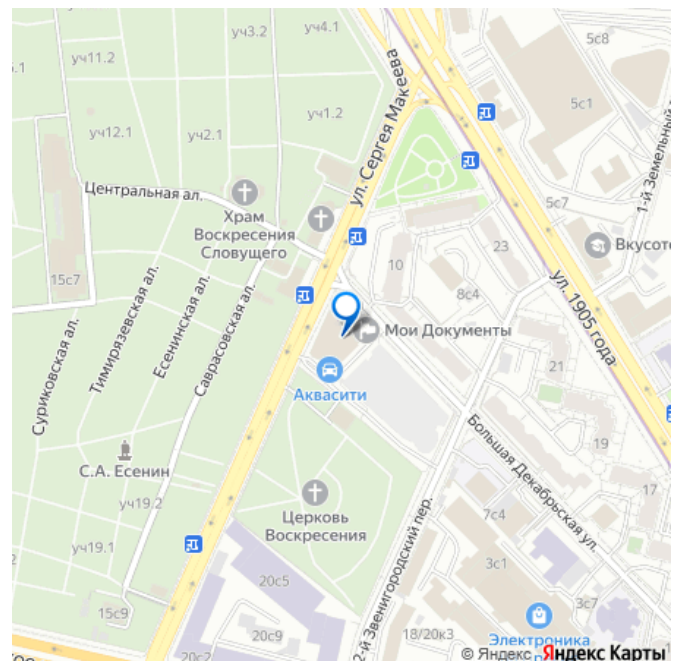 уч3.2
уч4.1
5с8
уч11.2
5с1
уч1.2
уч12.1
уч2.1
ул. Сергея Макеева
1-й Земельный
Центральная ал.
5с7
Храм
Воскресения
Словущего
23
Вкусоте
10
15с7
8с4
ул. 1905 года
Мои Документы
Суриковская ал.
Тимирязевская ал.
Есенинская ал.
Саврасовская ал.
21
Аквасити
19
С.А. Есенин
Большая Декабрьская ул.
17
уч19.2
Церковь
Воскресения
7с4
уч19.1
3с1
20с5
2-й Звенигородский пер.
15с9
3с7
20с9
18/20к3
Электроника
20с2
© Яндекс Яндекс Карты